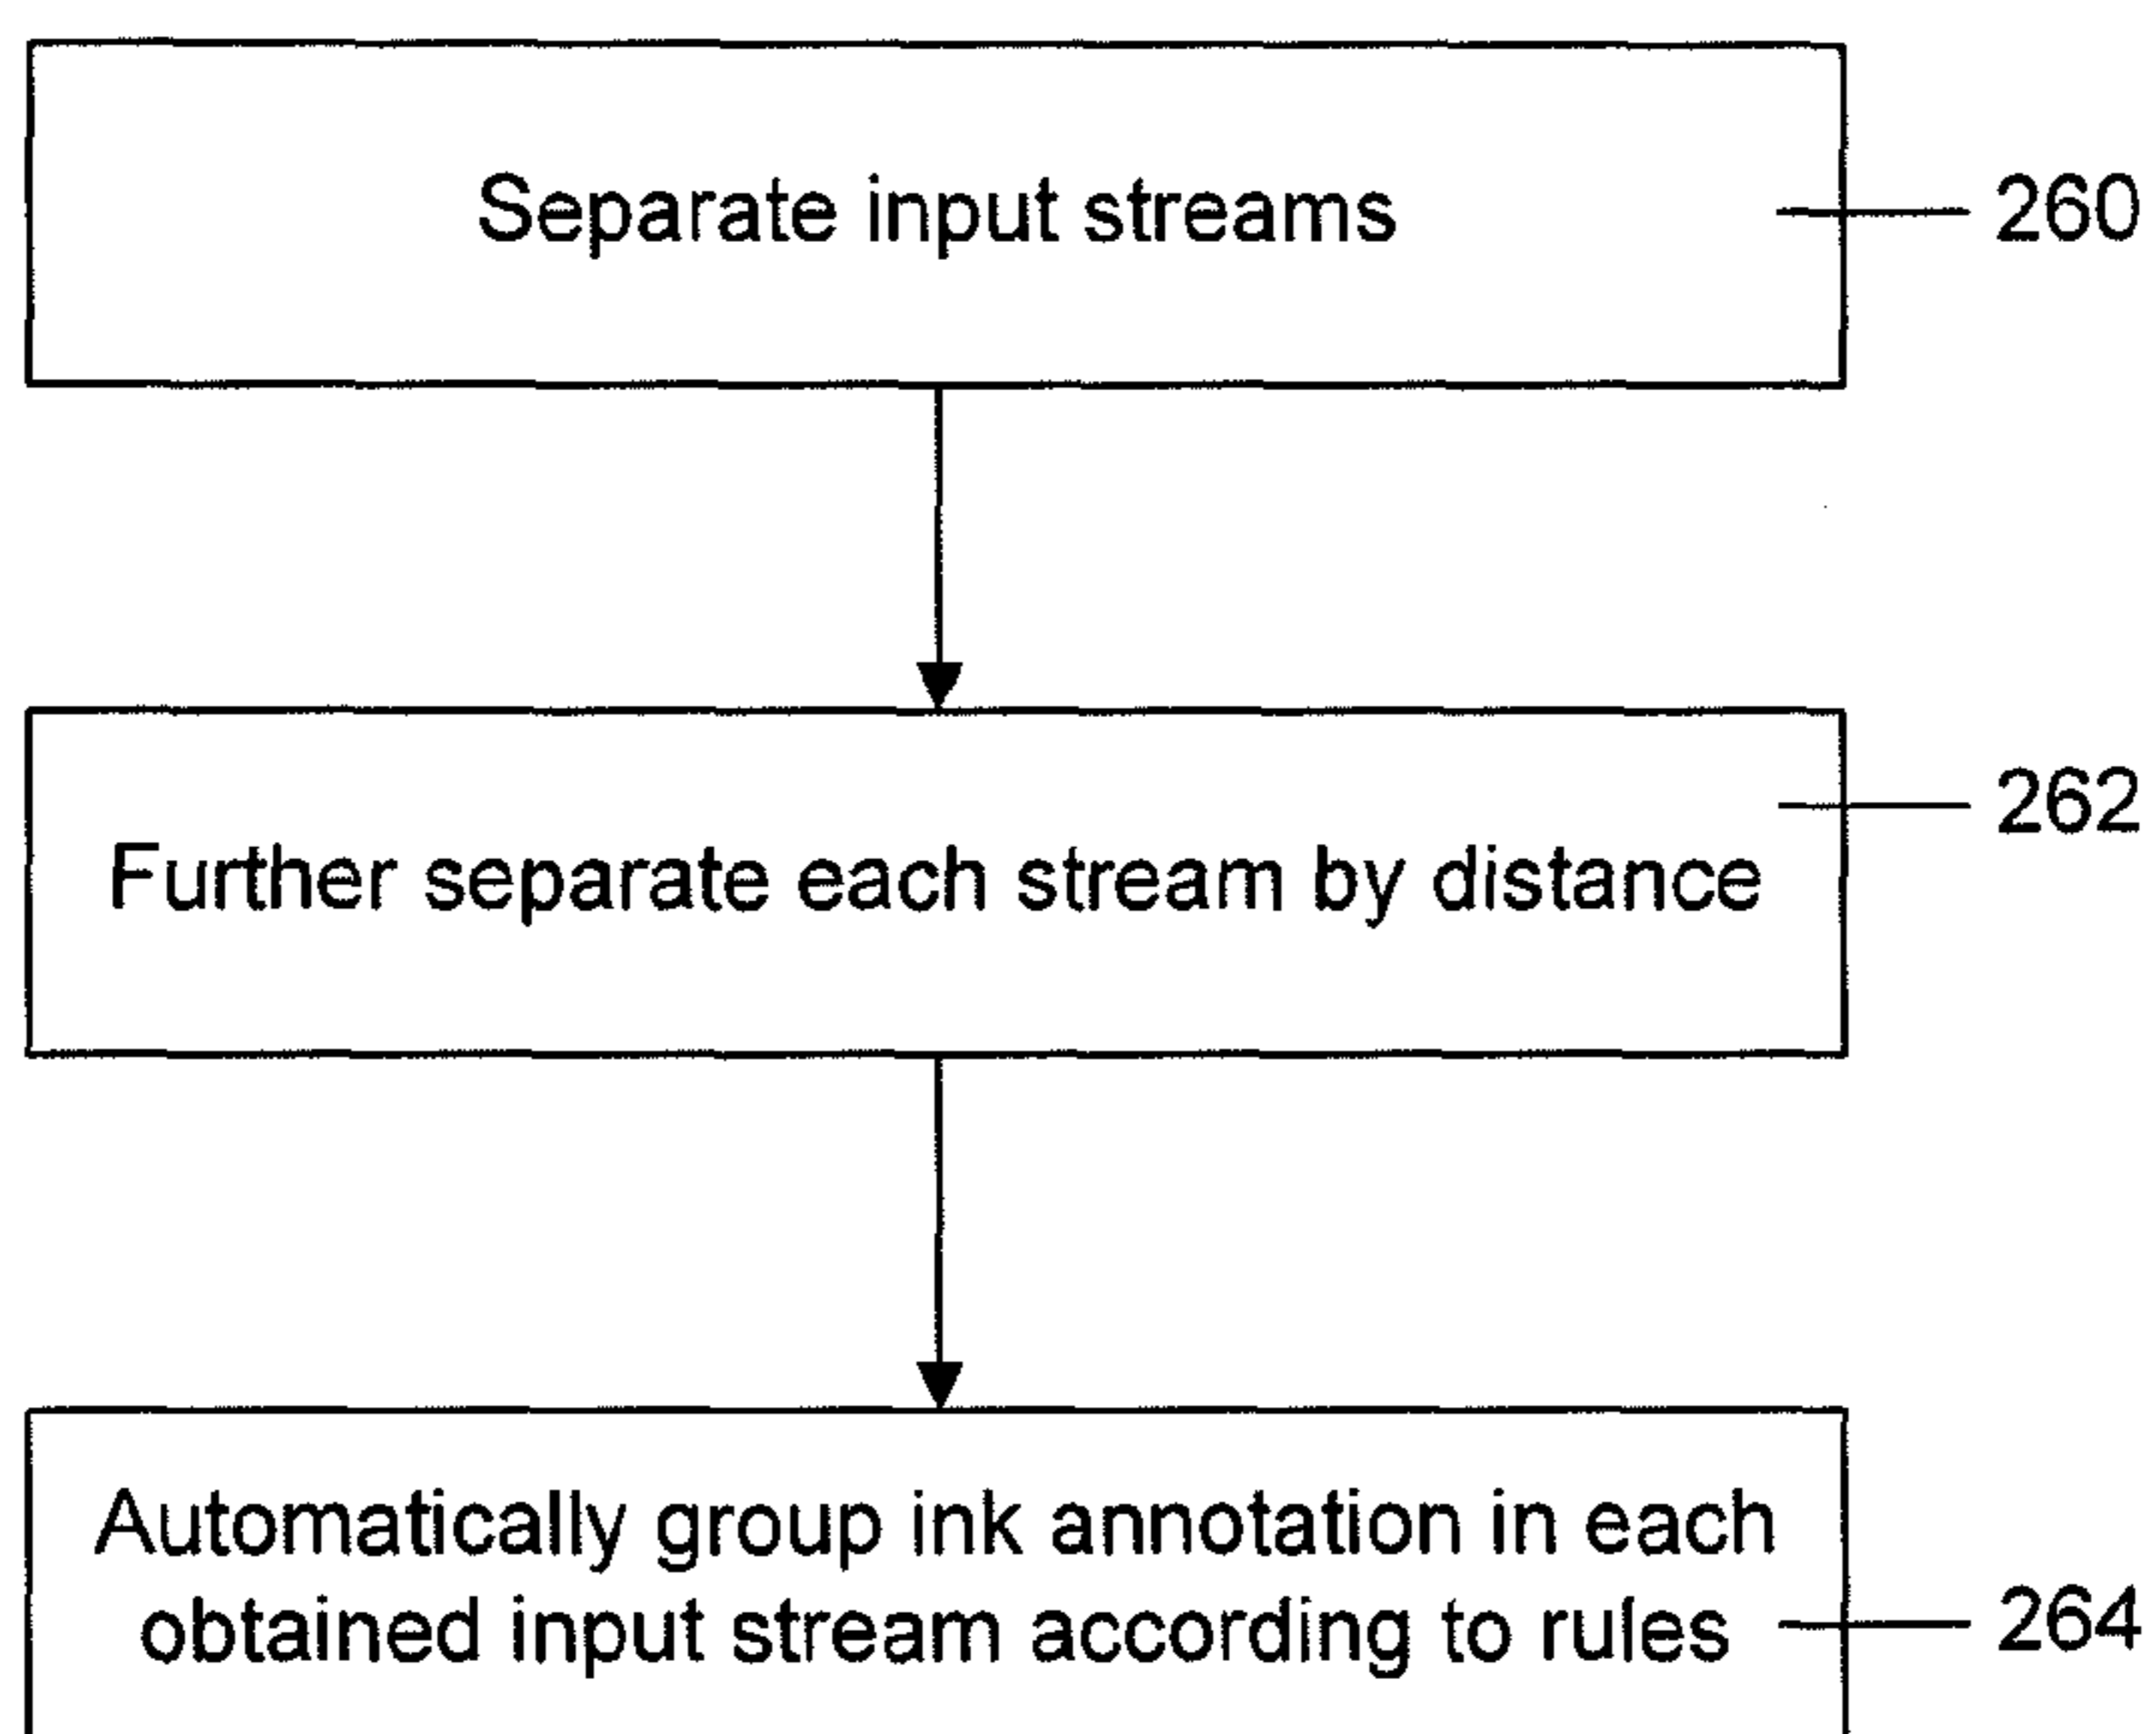 Separate input streams
260
Further separate each stream by distance
262
Automatically group ink annotation in each
obtained input stream according to rules
264